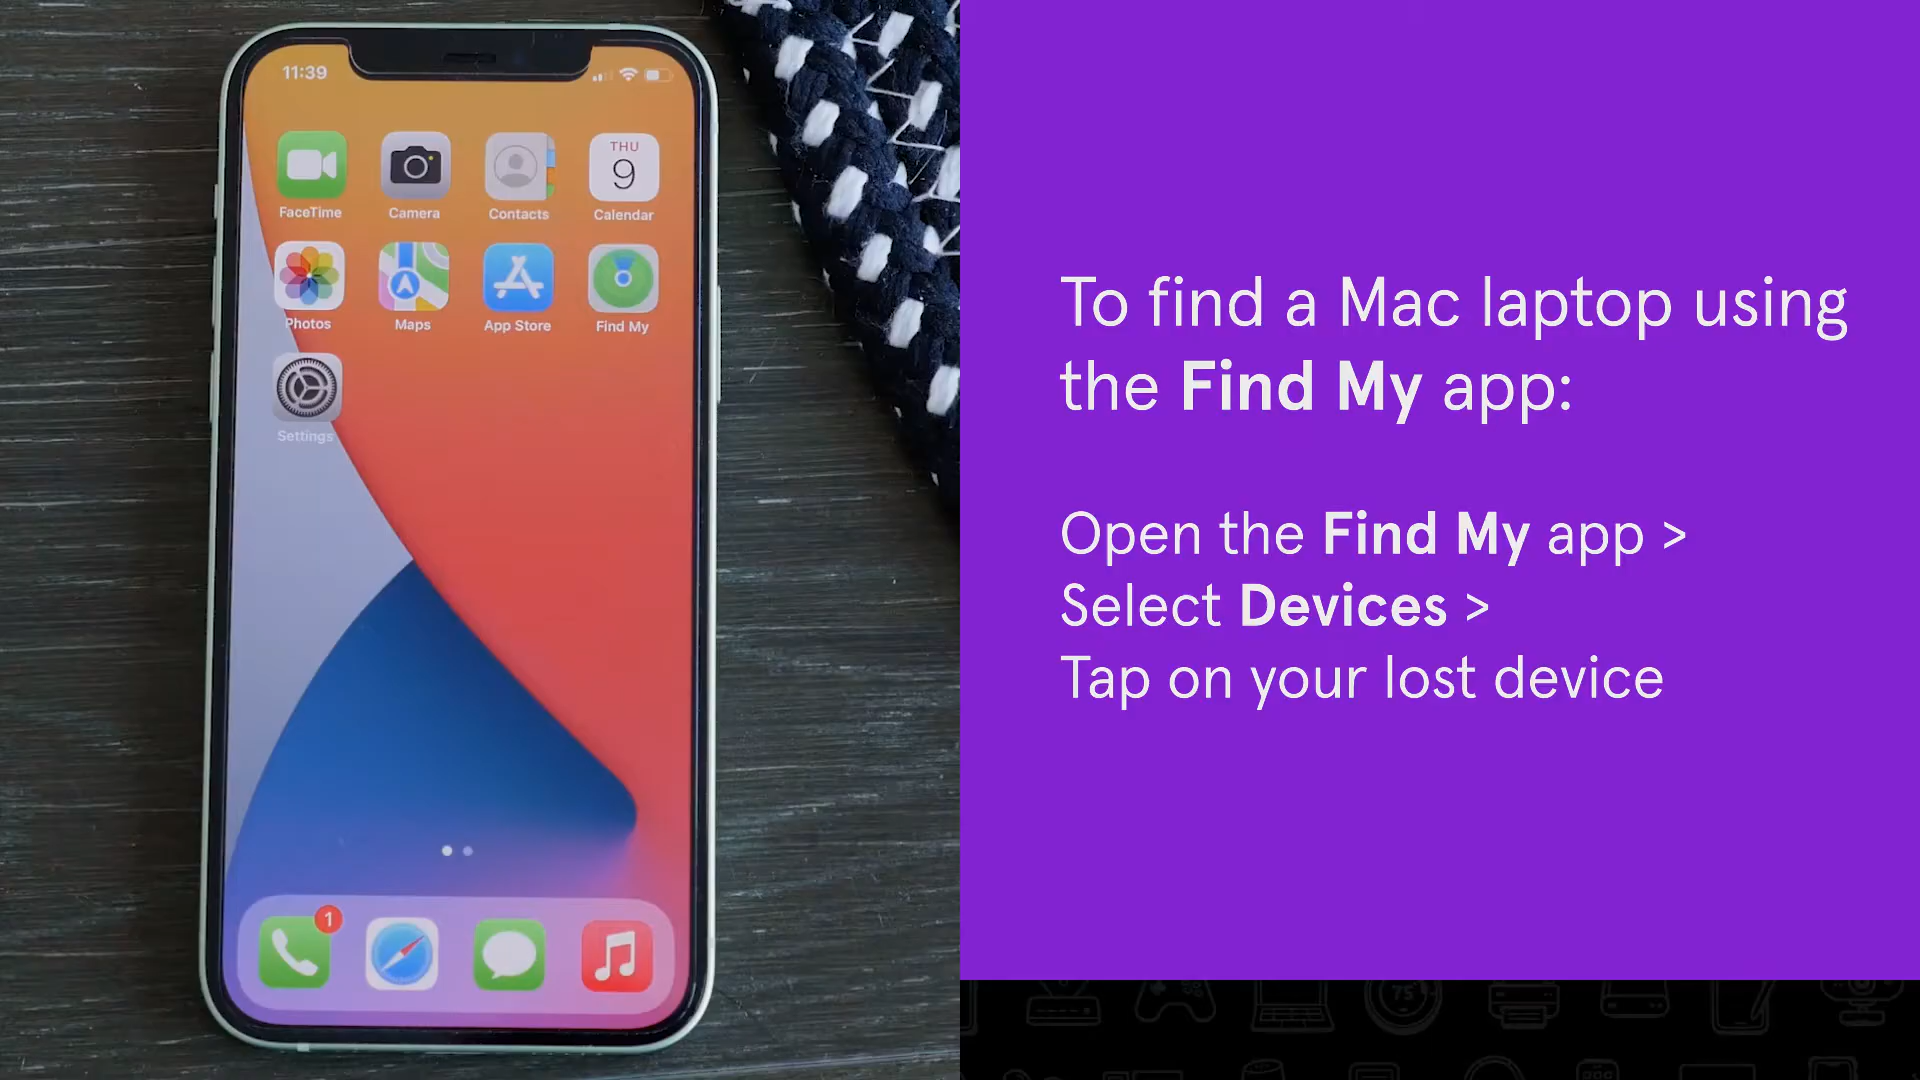 11:39
FaceTime
Camera
Contacts
THU
9
Calendar
Photos
Maps
App Store
Find My
Settings
1
To find a Mac laptop using
the Find My app:
Open the Find My app >
Select Devices >
Tap on your lost device
75°